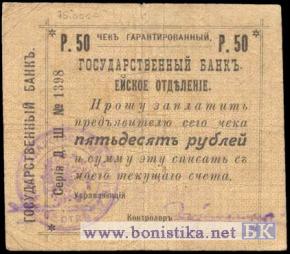 ЧЕКЪ ГАРАНТИРОВАННЫЙ.
Р. 50
Р. 50
ГОСУДАРСТВЕННЫЙ БАНКЪ
ЕЙСКОЕ ОТДѢЛЕНІЕ.
Прошу заплатить
предъявителю сего чека
пятьдесятъ рублей
и сумму эту списать съ
моего текущаго счета.
Управляющій
Контролеръ
ГОСУДАРСТВЕННЫЙ БАНКЪ.
Серія Д. Ш № 1398
www.bonistika.net БК